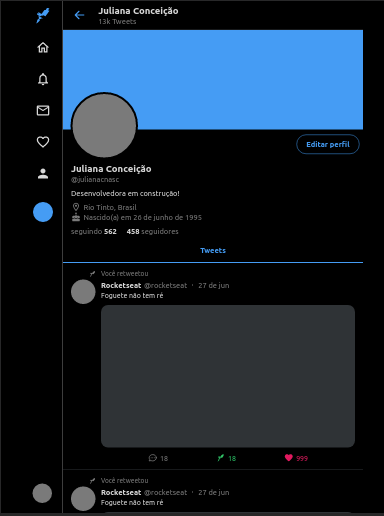 Juliana Conceição
13k Tweets
Editar perfil
Juliana Conceição
@julianacnasc
Desenvolvedora em construção!
Rio Tinto, Brasil
Nascido(a) em 26 de junho de 1995
seguindo 562 458 seguidores
Tweets
Você retweetou
Rocketseat @rocketseat · 27 de jun
Foguete não tem ré
18 18 999
Você retweetou
Rocketseat @rocketseat · 27 de jun
Foguete não tem ré